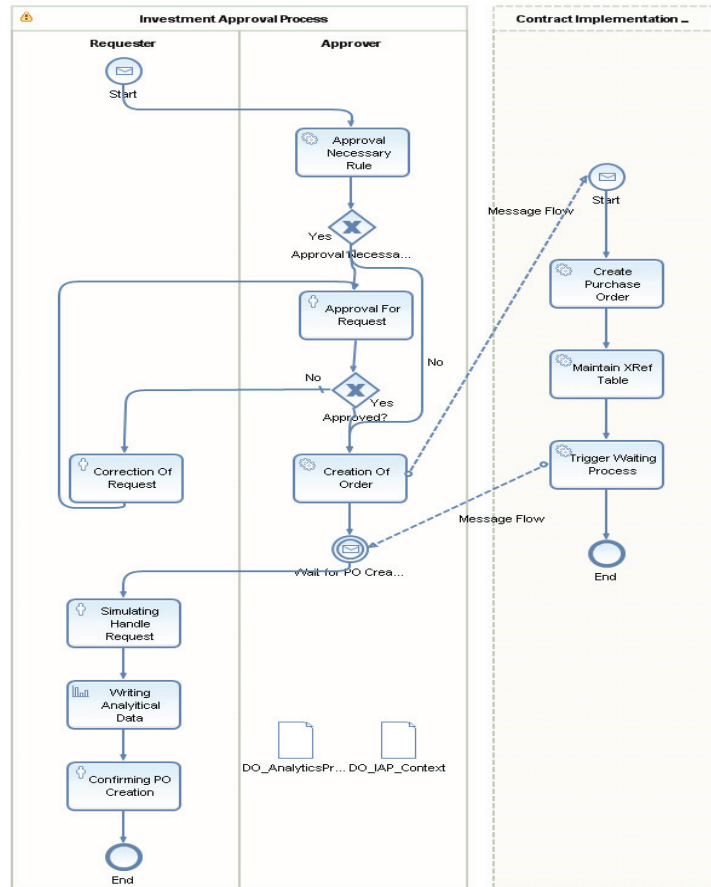 Investment Approval Process
Contract Implementation ...
Requester
Approver
Start
Approval
Necessary
Rule
Start
Message Flow
Yes
Approval Necessa...
Create
Purchase
Order
Approval For
Request
No
No
Maintain XRef
Table
Yes
Approved?
Correction Of
Request
Creation Of
Order
Trigger Waiting
Process
Message Flow
Wait for PO Crea...
End
Simulating
Handle
Request
Writing
Analyitical
Data
DO_AnalyticsPr...
DO_IAP_Context
Confirming PO
Creation
End